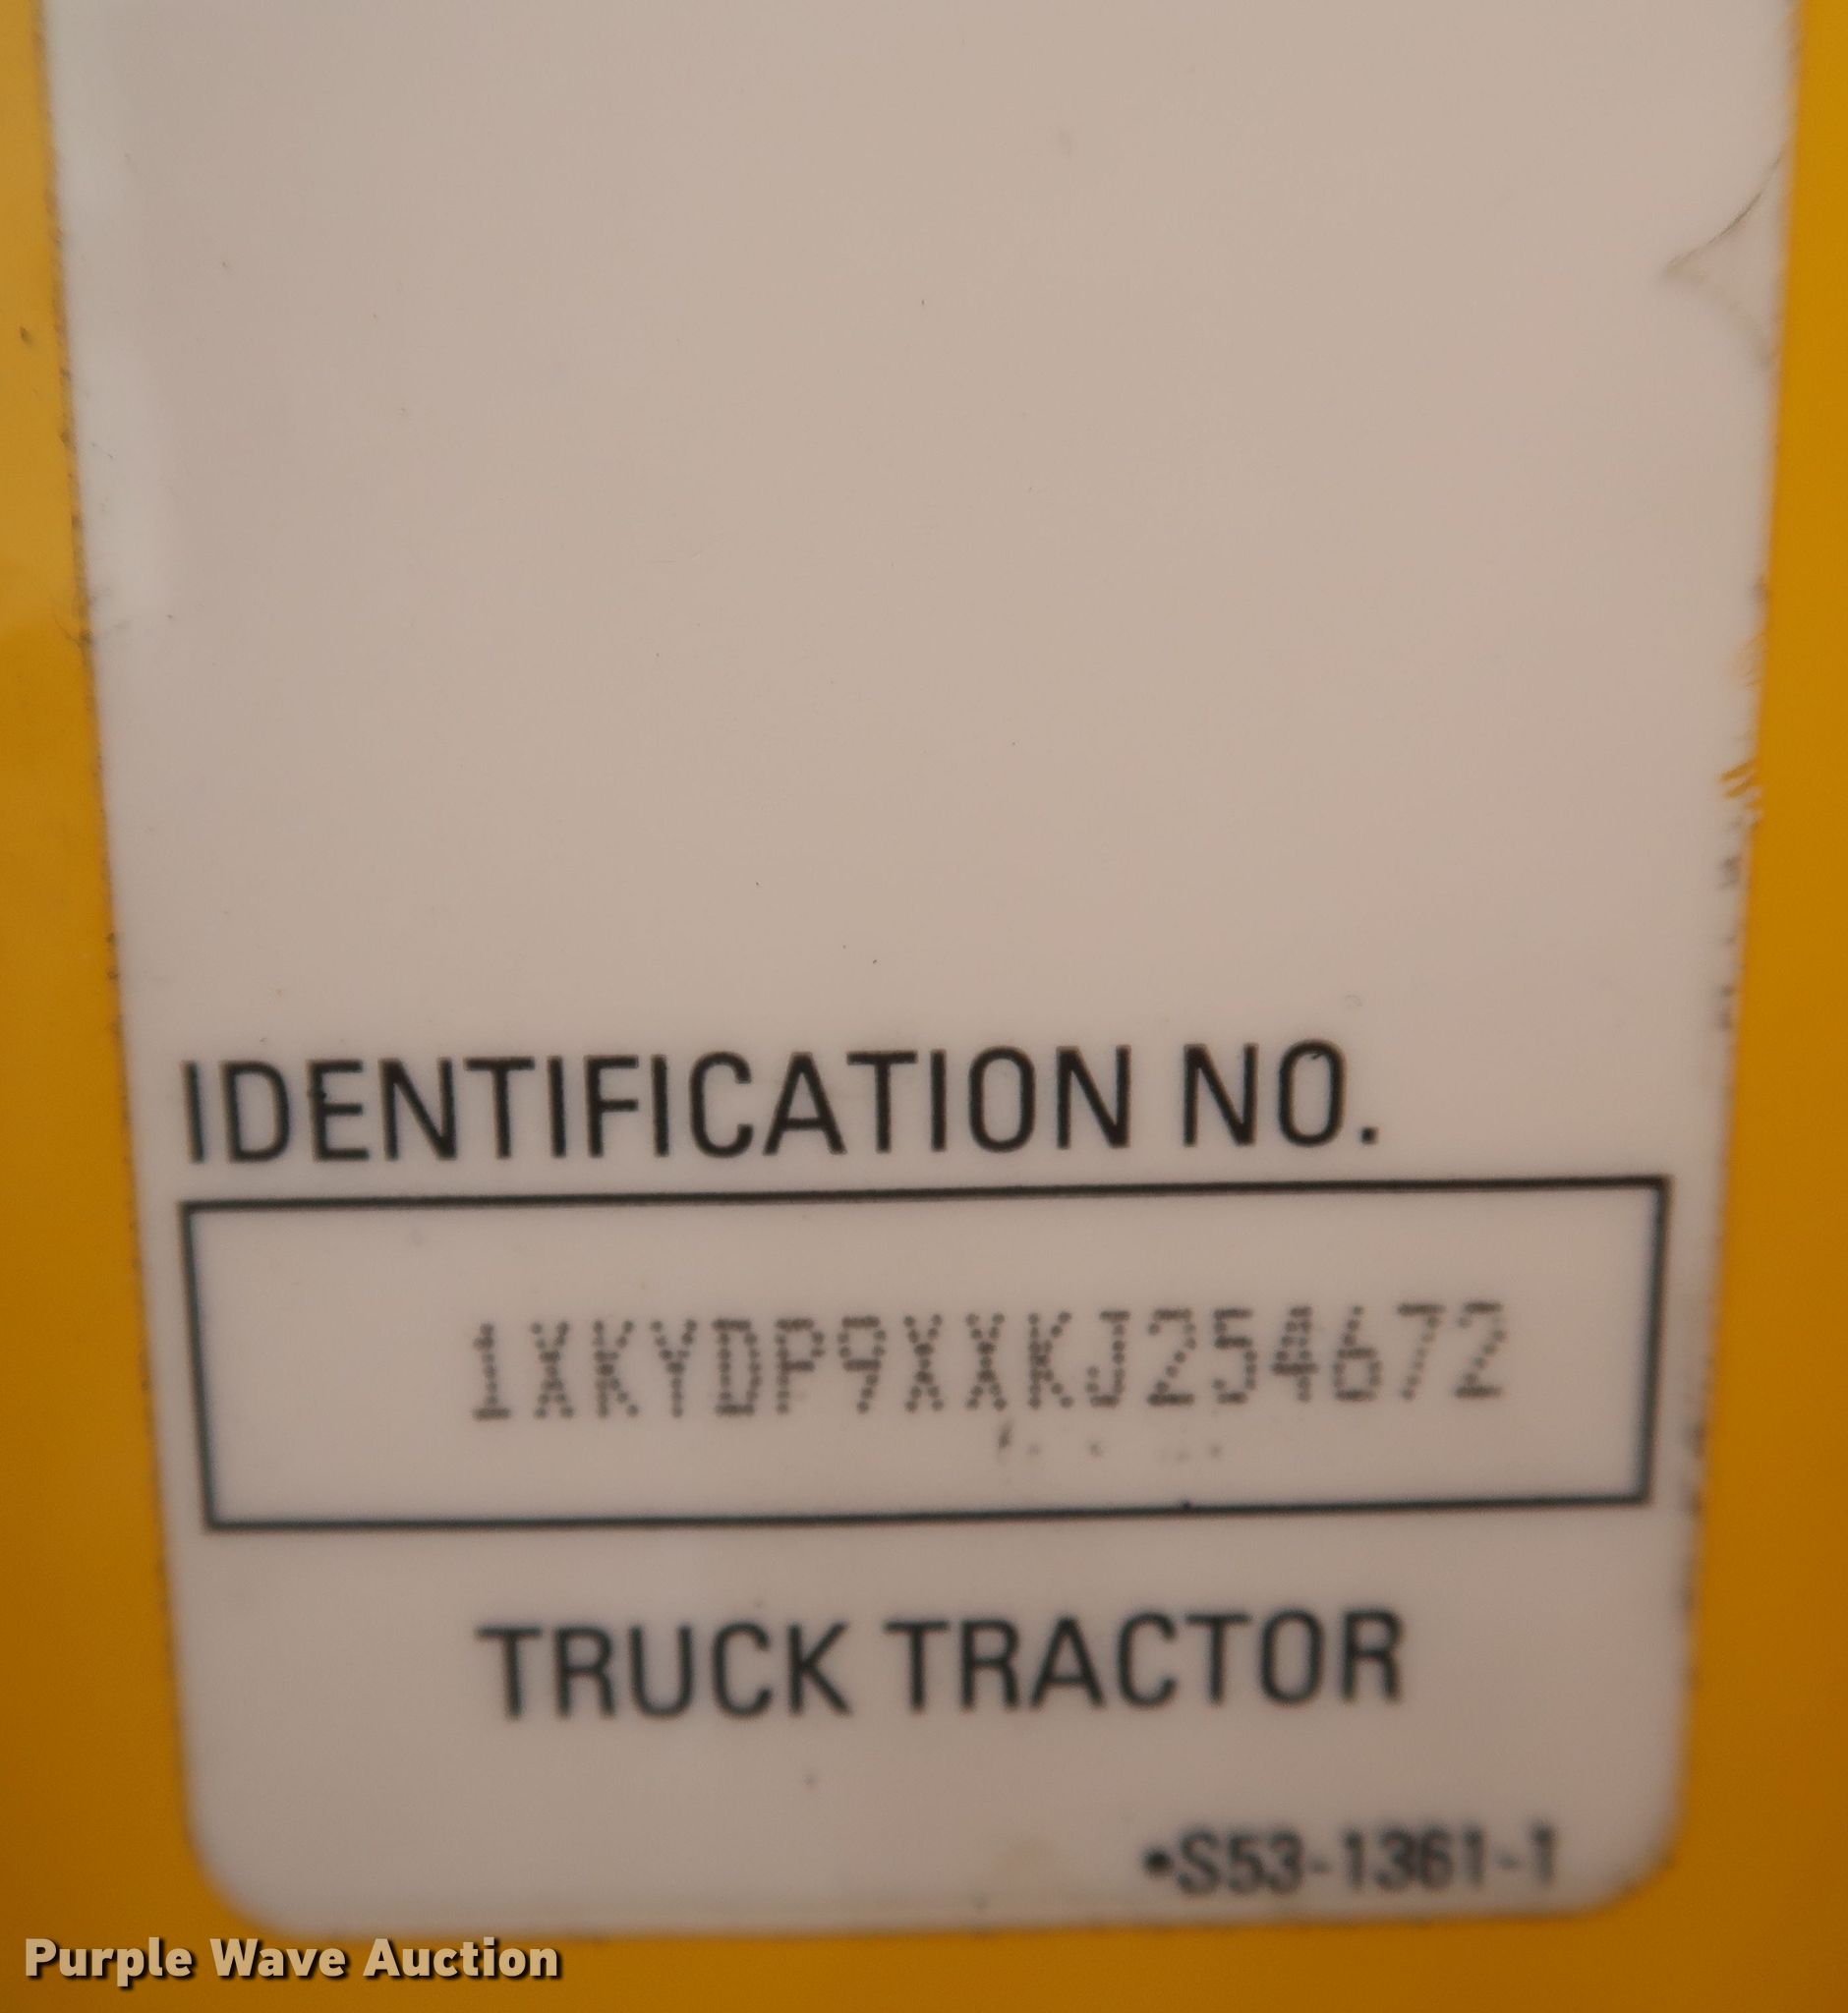 IDENTIFICATION NO.
1XKYDP9XXKJ254672
TRUCK TRACTOR
•S53-1361-1
Purple Wave Auction